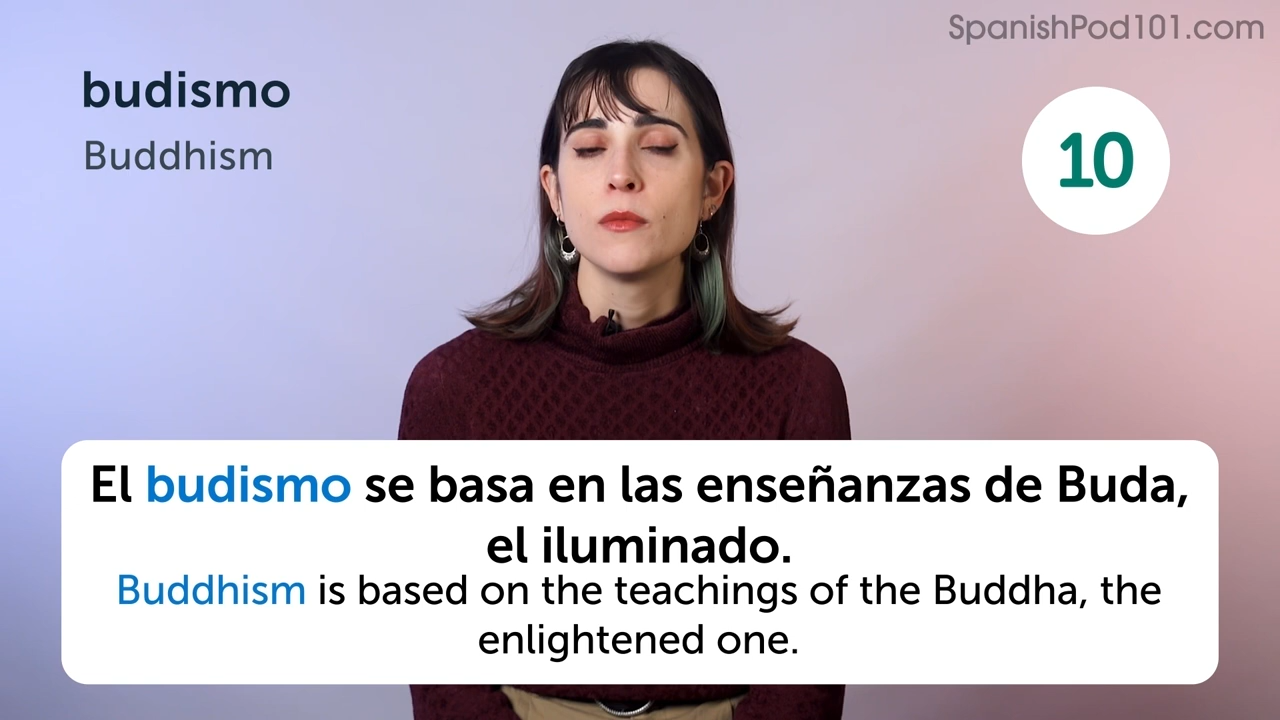 SpanishPod101.com
budismo
Buddhism
10
El budismo se basa en las enseñanzas de Buda,
el iluminado.
Buddhism is based on the teachings of the Buddha, the
enlightened one.